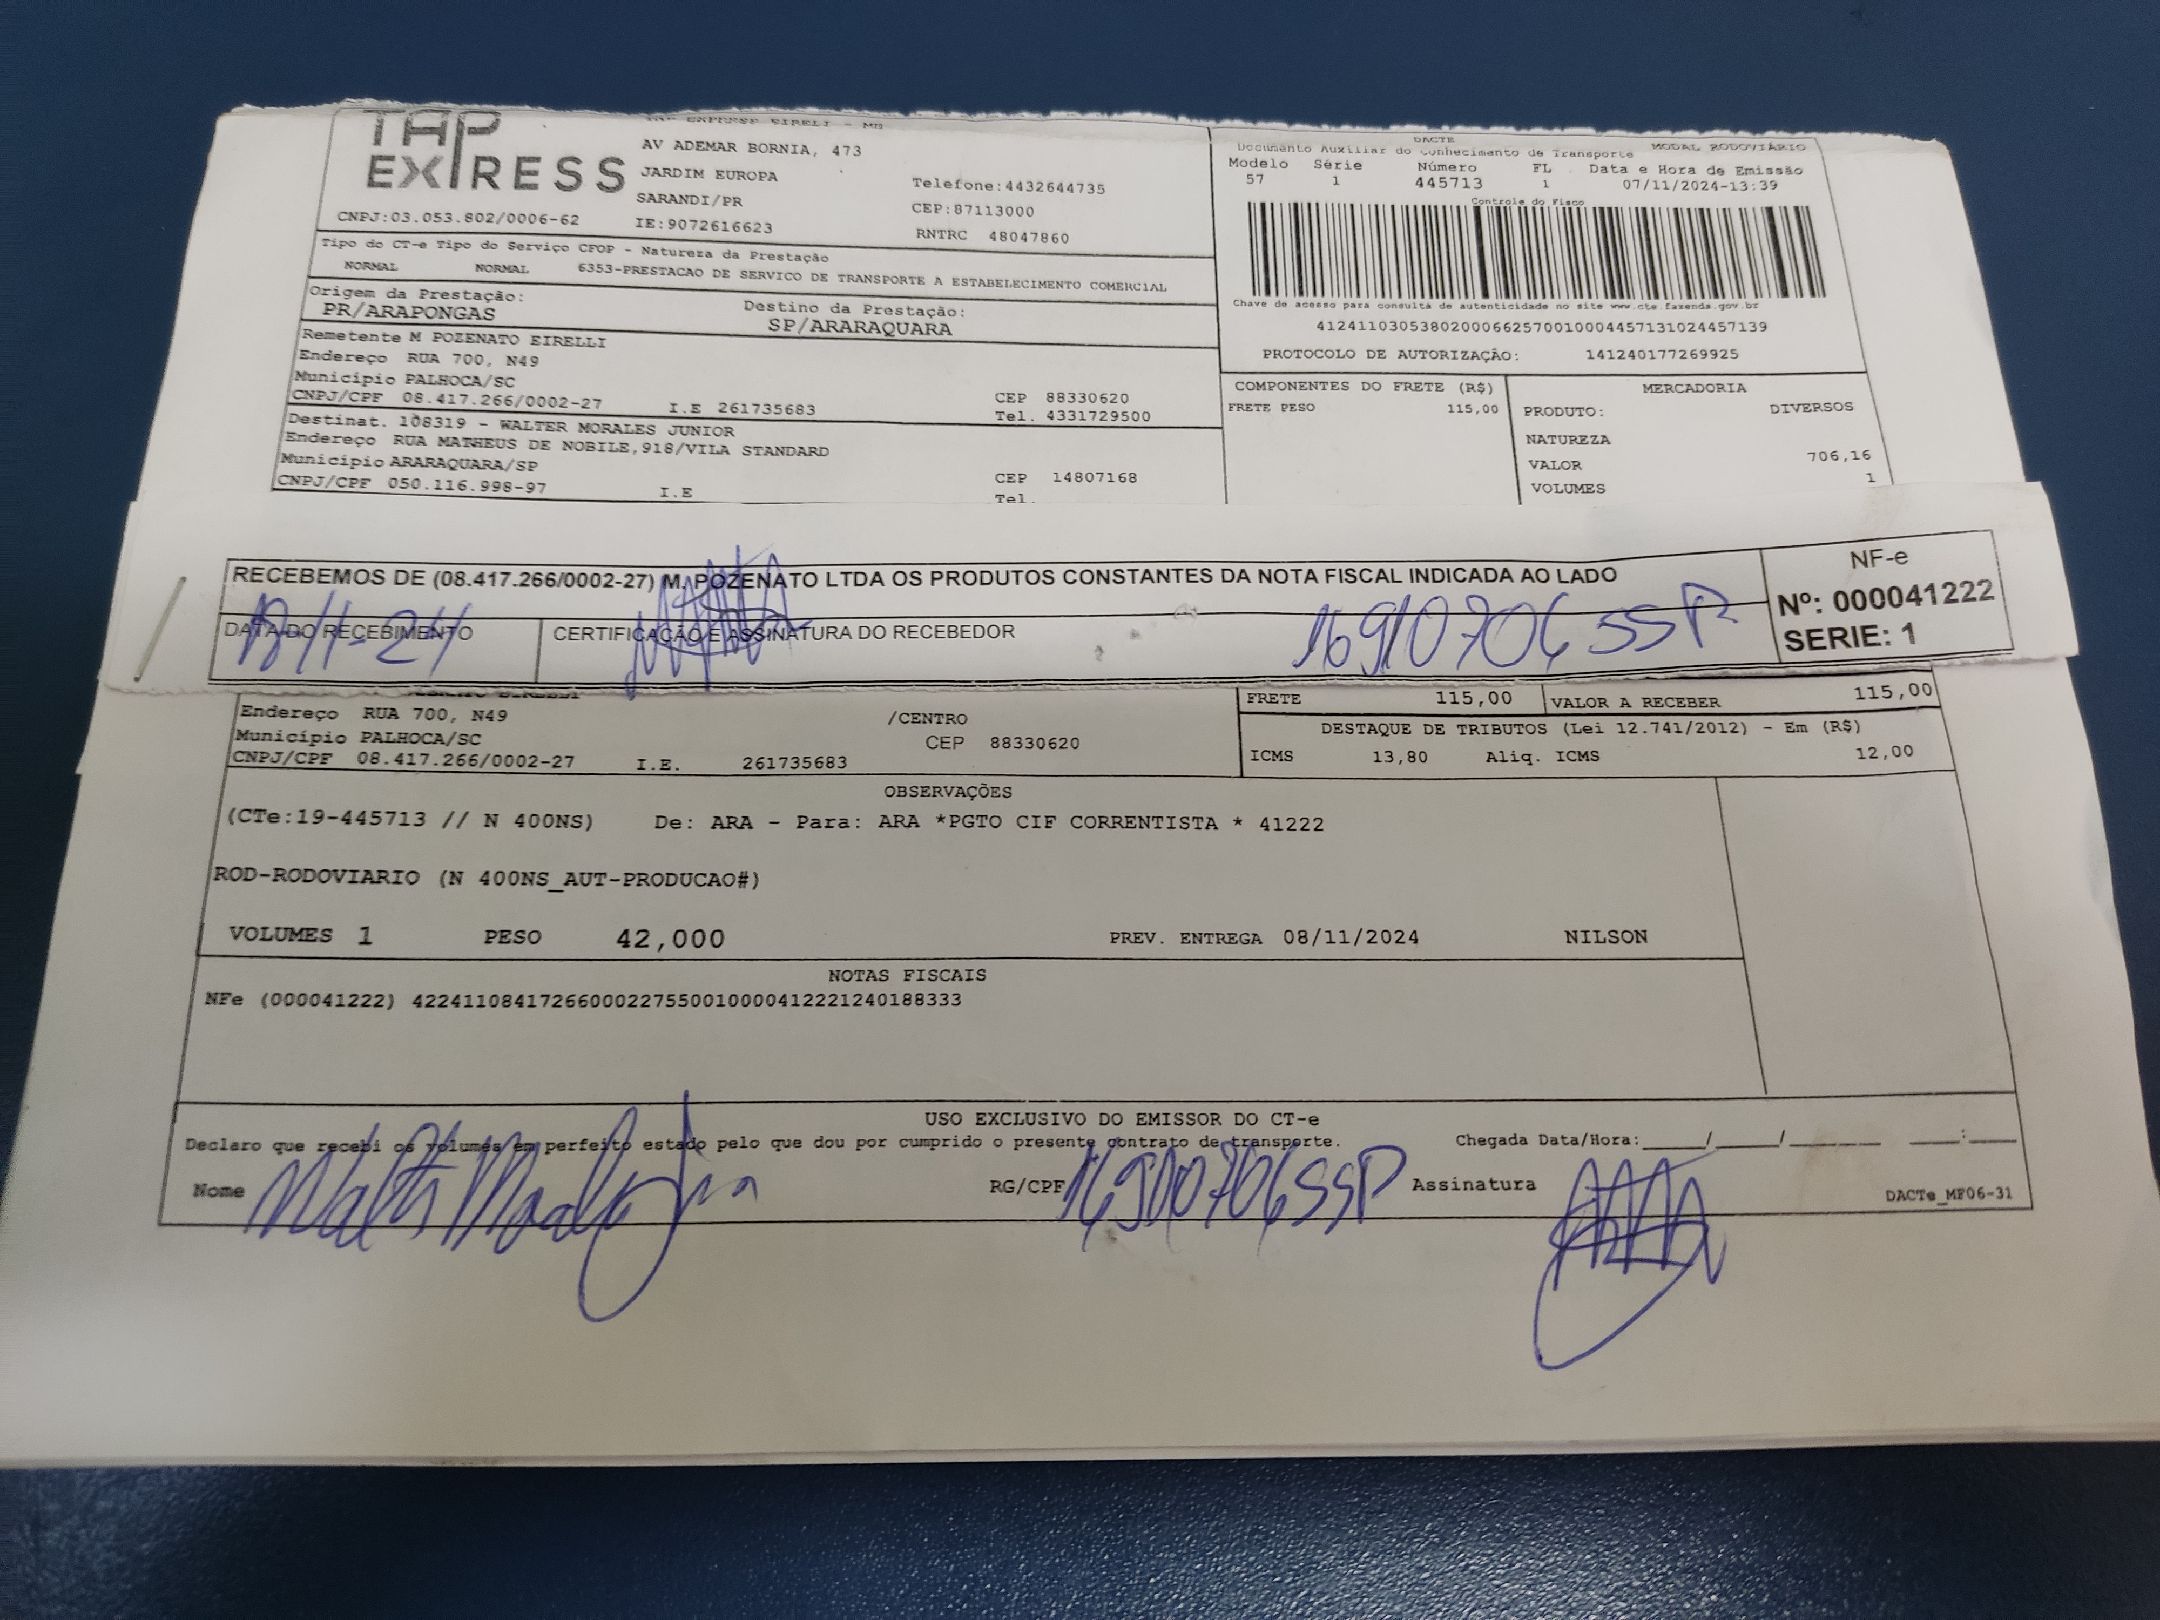 TAP EXPRESS
TAP EXPRESS EIRELI - ME
AV ADEMAR BORNIA, 473
JARDIM EUROPA
SARANDI/PR
Telefone:4432644735
CEP:87113000
CNPJ:03.053.802/0006-62 IE:9072616623 RNTRC 48047860
DACTE
Documento Auxiliar do Conhecimento de Transporte MODAL RODOVIÁRIO
Modelo Série Número FL Data e Hora de Emissão
57 1 445713 1 07/11/2024-13:39
Controle do Fisco
Chave de acesso para consulta de autenticidade no site www.cte.fazenda.gov.br
41241103053802000662570010004457131024457139
PROTOCOLO DE AUTORIZAÇÃO: 141240177269925
Tipo do CT-e Tipo do Serviço CFOP - Natureza da Prestação
NORMAL NORMAL 6353-PRESTACAO DE SERVICO DE TRANSPORTE A ESTABELECIMENTO COMERCIAL
Origem da Prestação: Destino da Prestação:
PR/ARAPONGAS SP/ARARAQUARA
Remetente M POZENATO EIRELLI
Endereço RUA 700, N49
Município PALHOCA/SC CEP 88330620
CNPJ/CPF 08.417.266/0002-27 I.E 261735683 Tel. 4331729500
Destinat. 108319 - WALTER MORALES JUNIOR
Endereço RUA MATHEUS DE NOBILE,918/VILA STANDARD
Município ARARAQUARA/SP CEP 14807168
CNPJ/CPF 050.116.998-97 I.E Tel.
COMPONENTES DO FRETE (R$)
FRETE PESO 115,00
MERCADORIA
PRODUTO: DIVERSOS
NATUREZA
VALOR 706,16
VOLUMES 1
RECEBEMOS DE (08.417.266/0002-27) M. POZENATO LTDA OS PRODUTOS CONSTANTES DA NOTA FISCAL INDICADA AO LADO
DATA DO RECEBIMENTO CERTIFICAÇÃO E ASSINATURA DO RECEBEDOR
16910706 SSP
NF-e
Nº: 000041222
SERIE: 1
Endereço RUA 700, N49 /CENTRO
Município PALHOCA/SC CEP 88330620
CNPJ/CPF 08.417.266/0002-27 I.E. 261735683
FRETE 115,00 VALOR A RECEBER 115,00
DESTAQUE DE TRIBUTOS (Lei 12.741/2012) - Em (R$)
ICMS 13,80 Aliq. ICMS 12,00
OBSERVAÇÕES
(CTe:19-445713 // N 400NS) De: ARA - Para: ARA *PGTO CIF CORRENTISTA * 41222
ROD-RODOVIARIO (N 400NS_AUT-PRODUCAO#)
VOLUMES 1 PESO 42,000 PREV. ENTREGA 08/11/2024 NILSON
NOTAS FISCAIS
NFe (000041222) 42241108417266000227550010000412221240188333
USO EXCLUSIVO DO EMISSOR DO CT-e
Declaro que recebi os volumes em perfeito estado pelo que dou por cumprido o presente contrato de transporte. Chegada Data/Hora:____/____/______ ___:___
Nome RG/CPF 16910706SSP Assinatura
DACTe_MF06-31